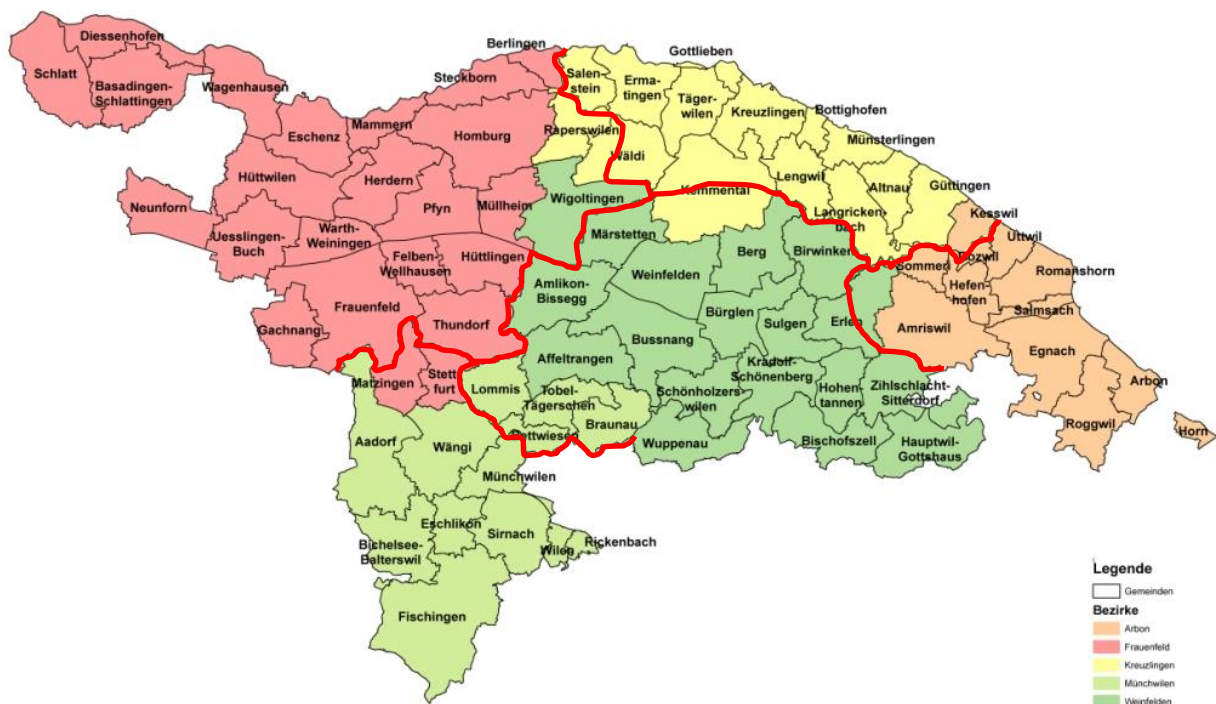 Diessenhofen
Schlatt
Basadingen-
Schlattingen
Wagenhausen
Berlingen
Steckborn
Eschenz
Mammern
Homburg
Hüttwilen
Herdern
Neunforn
Pfyn
Müllheim
Uesslingen-
Buch
Warth-
Weiningen
Felben-
Wellhausen
Hüttlingen
Frauenfeld
Gachnang
Thundorf
Matzingen
Stett
furt
Gottlieben
Salen-
stein
Erma-
tingen
Täger-
wilen
Kreuzlingen
Bottighofen
Münsterlingen
Raperswilen
Wäldi
Kemmental
Lengwil
Altnau
Güttingen
Langricken-
bach
Wigoltingen
Märstetten
Berg
Birwinken
Weinfelden
Amlikon-
Bissegg
Bürglen
Sulgen
Erlen
Bussnang
Affeltrangen
Kradolf-
Schönenberg
Schönholzers-
wilen
Hohen-
tannen
Zihlschlacht-
Sitterdorf
Wuppenau
Bischofszell
Hauptwil-
Gottshaus
Kesswil
Uttwil
Dozwil
Sommeri
Romanshorn
Hefen-
hofen
Salmsach
Amriswil
Egnach
Arbon
Roggwil
Horn
Lommis
Tobel-
Tägerschen
Braunau
Bettwiesen
Aadorf
Wängi
Münchwilen
Eschlikon
Sirnach
Bichelsee-
Balterswil
Wilen
Rickenbach
Fischingen
Legende
Gemeinden
Bezirke
Arbon
Frauenfeld
Kreuzlingen
Münchwilen
Weinfelden